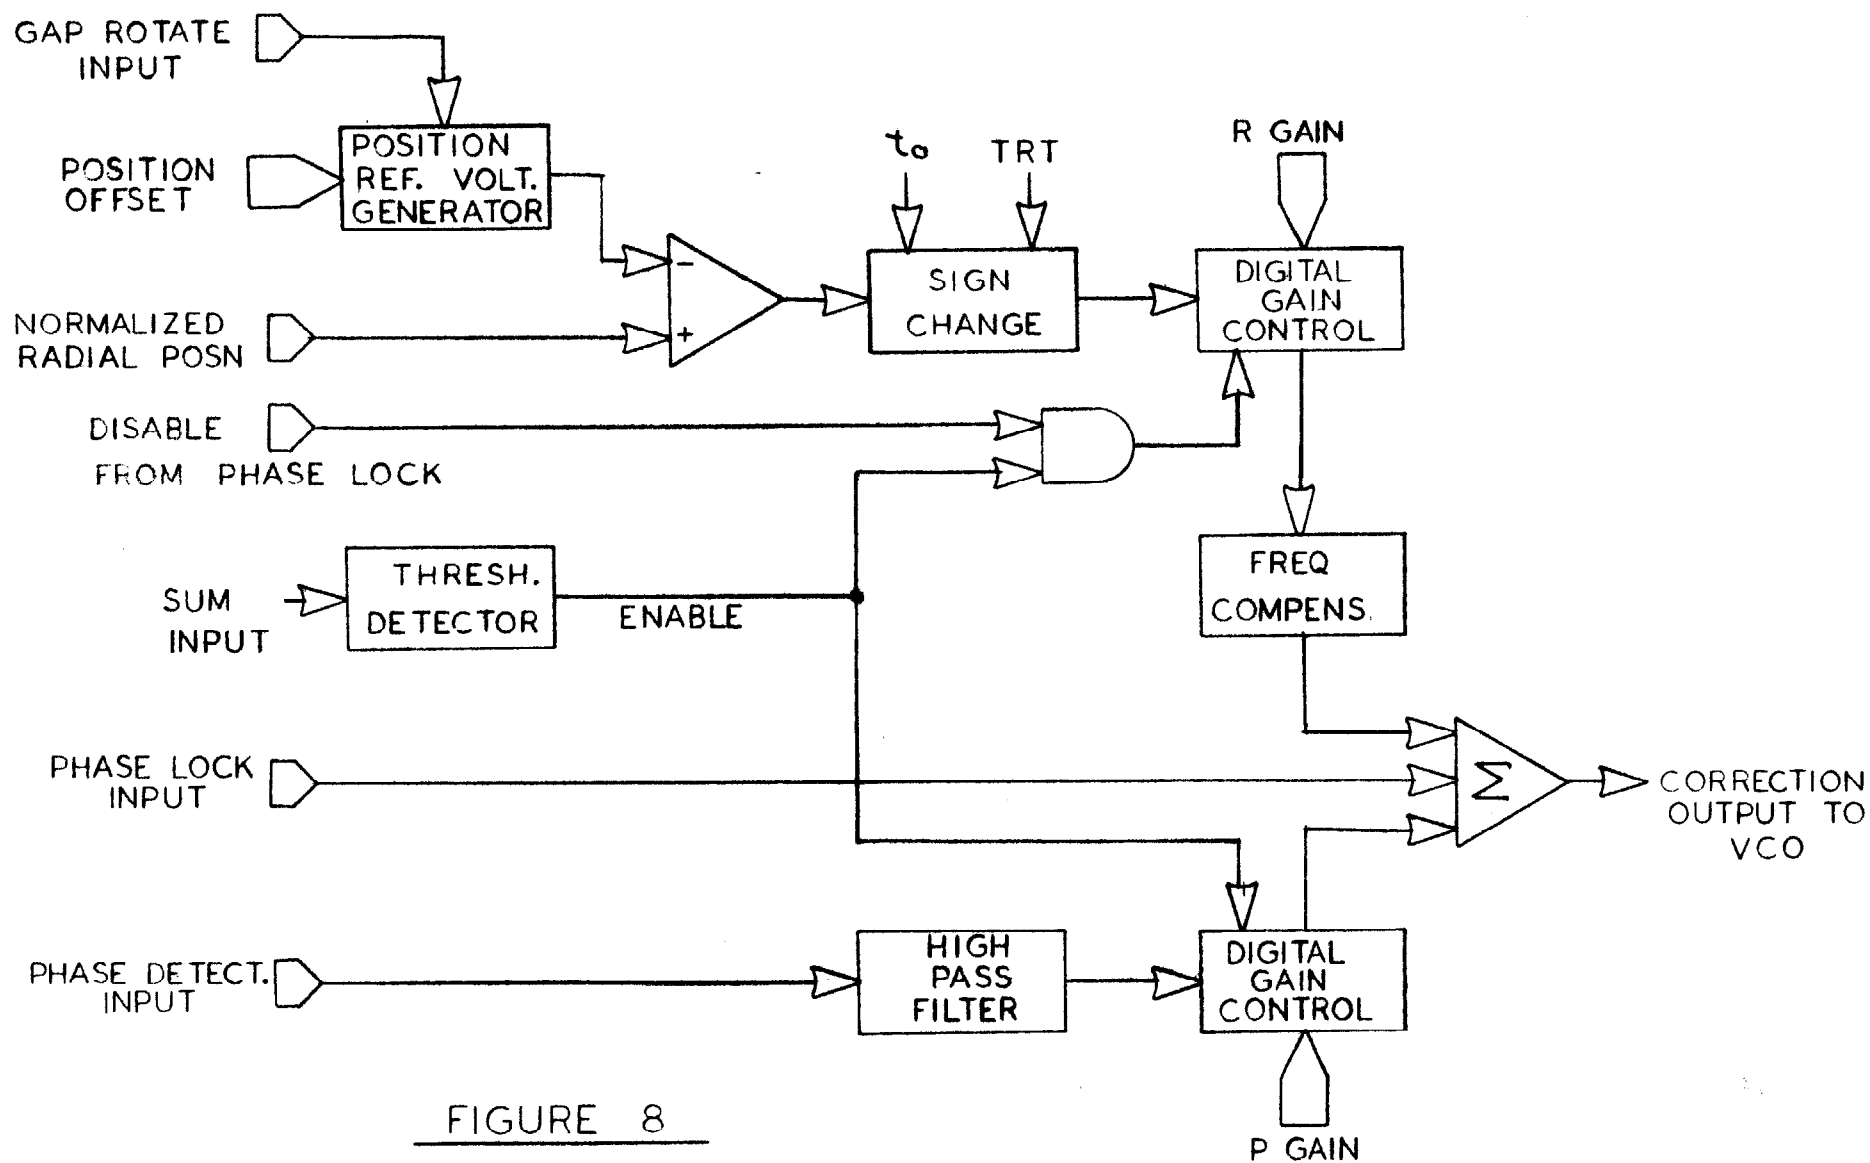 GAP ROTATE
INPUT
POSITION
OFFSET
POSITION
REF. VOLT.
GENERATOR
t₀
TRT
R GAIN
−
+
SIGN
CHANGE
DIGITAL
GAIN
CONTROL
NORMALIZED
RADIAL POSN
DISABLE
FROM PHASE LOCK
SUM
INPUT
THRESH.
DETECTOR
ENABLE
FREQ
COMPENS.
PHASE LOCK
INPUT
Σ
CORRECTION
OUTPUT TO
VCO
PHASE DETECT.
INPUT
HIGH
PASS
FILTER
DIGITAL
GAIN
CONTROL
P GAIN
FIGURE 8